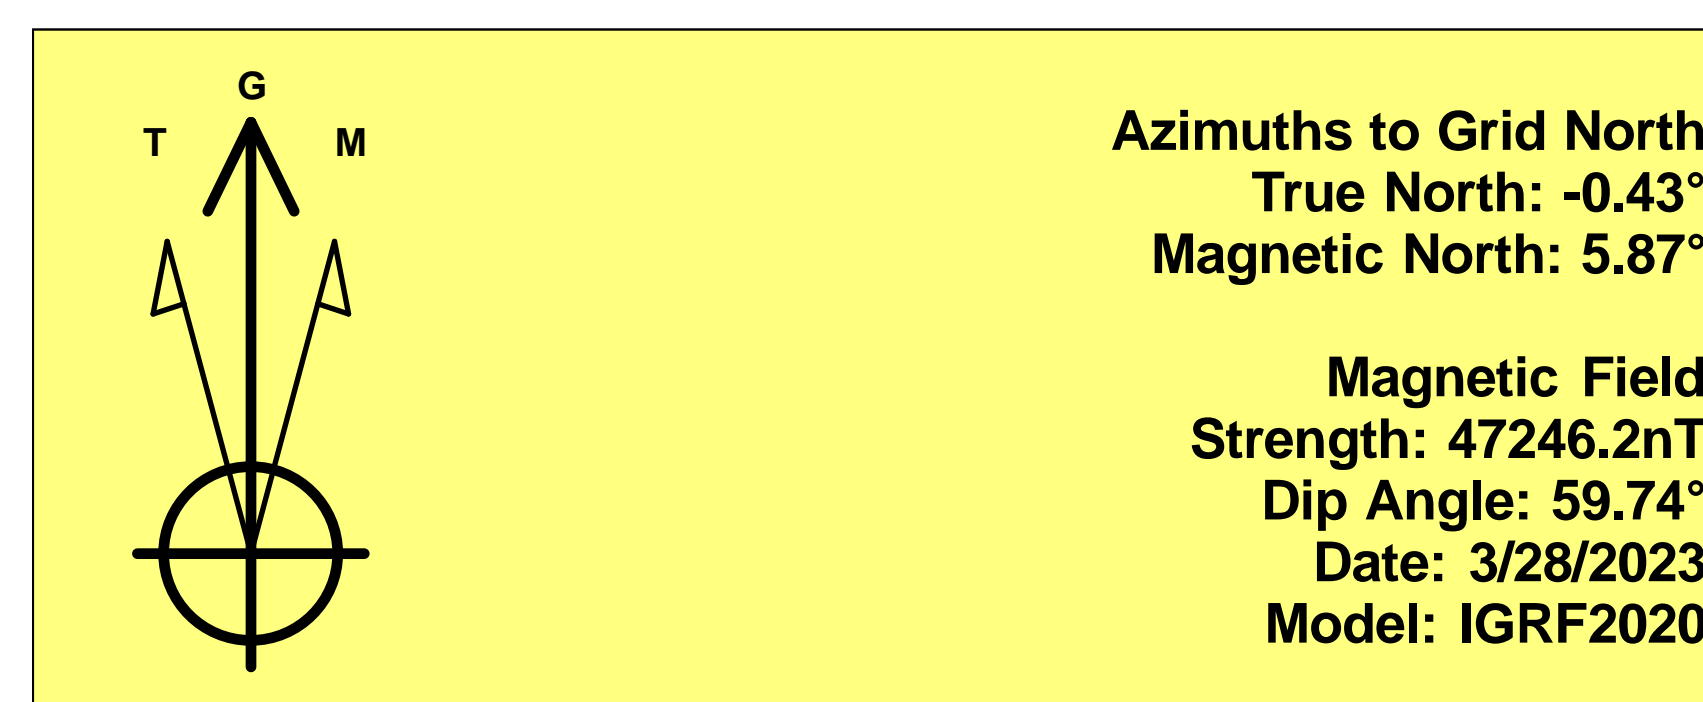 G
T M
Azimuths to Grid North
True North: -0.43°
Magnetic North: 5.87°
Magnetic Field
Strength: 47246.2nT
Dip Angle: 59.74°
Date: 3/28/2023
Model: IGRF2020